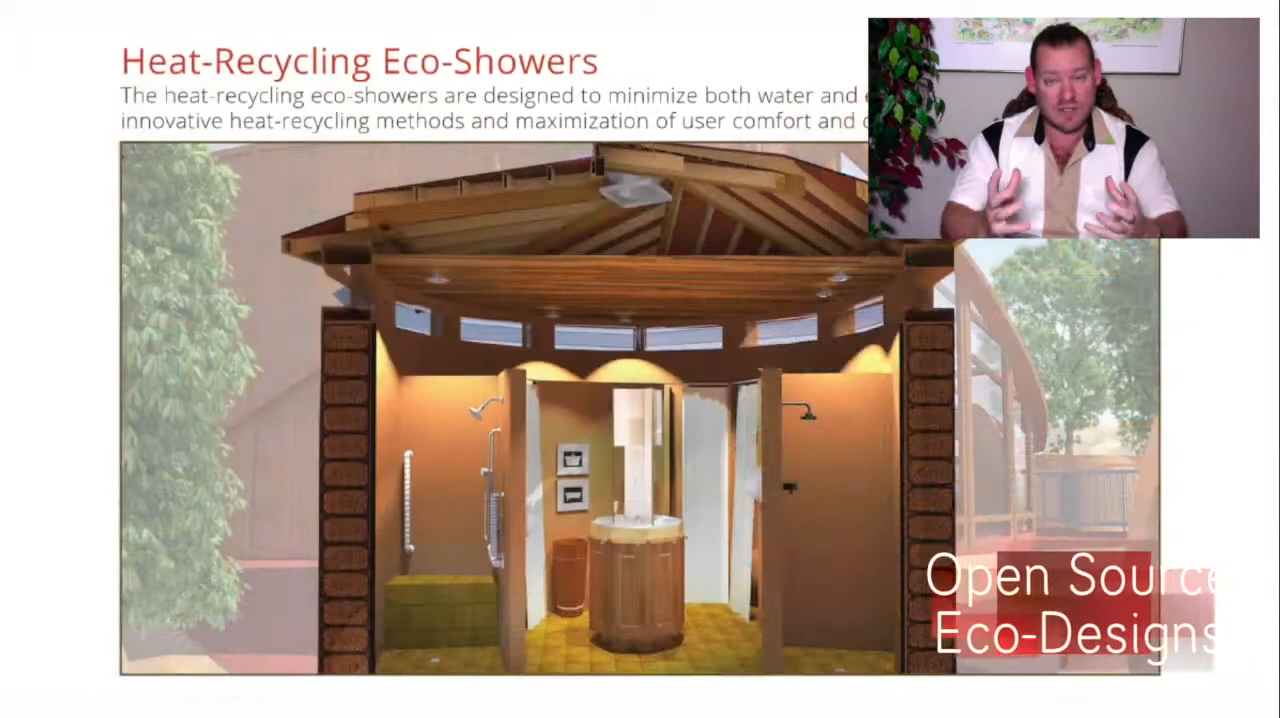 Heat-Recycling Eco-Showers
The heat-recycling eco-showers are designed to minimize both water and
innovative heat-recycling methods and maximization of user comfort and
Open Source
Eco-Designs